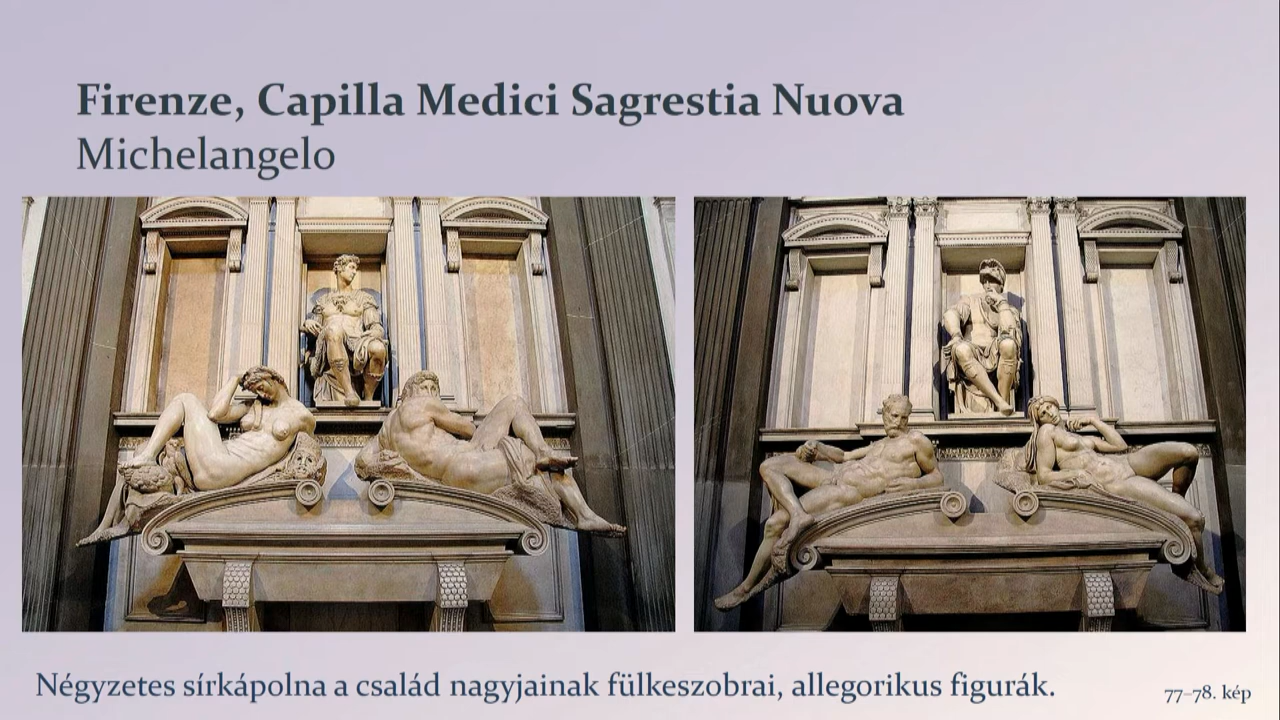 Firenze, Capilla Medici Sagrestia Nuova
Michelangelo
Négyzetes sírkápolna a család nagyjainak fülkeszobrai, allegorikus figurák.
77–78. kép